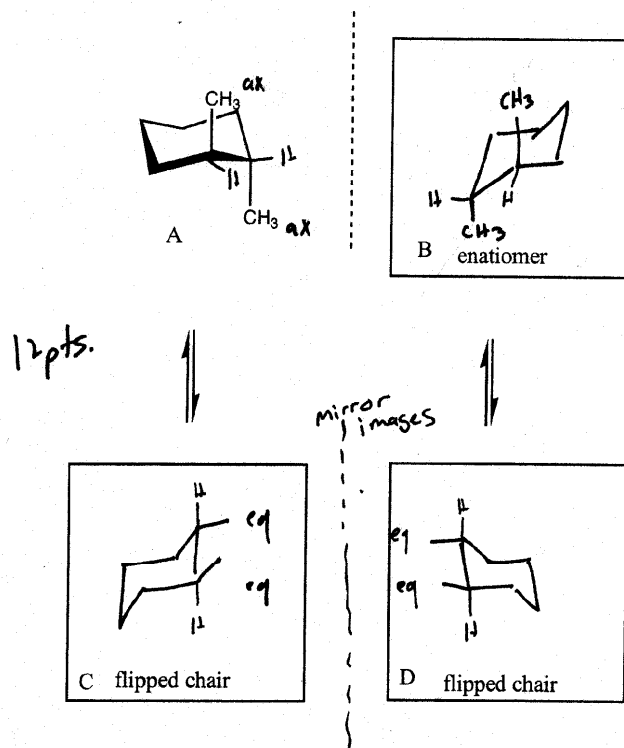 CH3 ax
H
H
CH3 ax
A
CH3
H
H
CH3
B enatiomer
12pts.
mirror
images
H
eq
eq
H
C flipped chair
H
eq
eq
H
D flipped chair